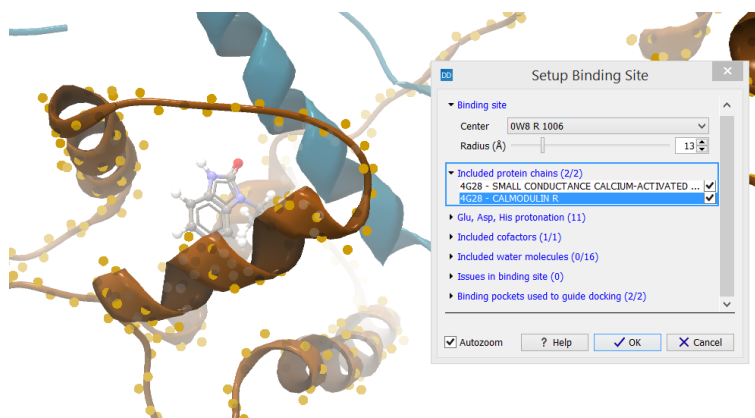 DD Setup Binding Site
Binding site
Center 0W8 R 1006
Radius (Å) 13
Included protein chains (2/2)
4G28 - SMALL CONDUCTANCE CALCIUM-ACTIVATED ...
4G28 - CALMODULIN R
Glu, Asp, His protonation (11)
Included cofactors (1/1)
Included water molecules (0/16)
Issues in binding site (0)
Binding pockets used to guide docking (2/2)
Autozoom ? Help OK Cancel